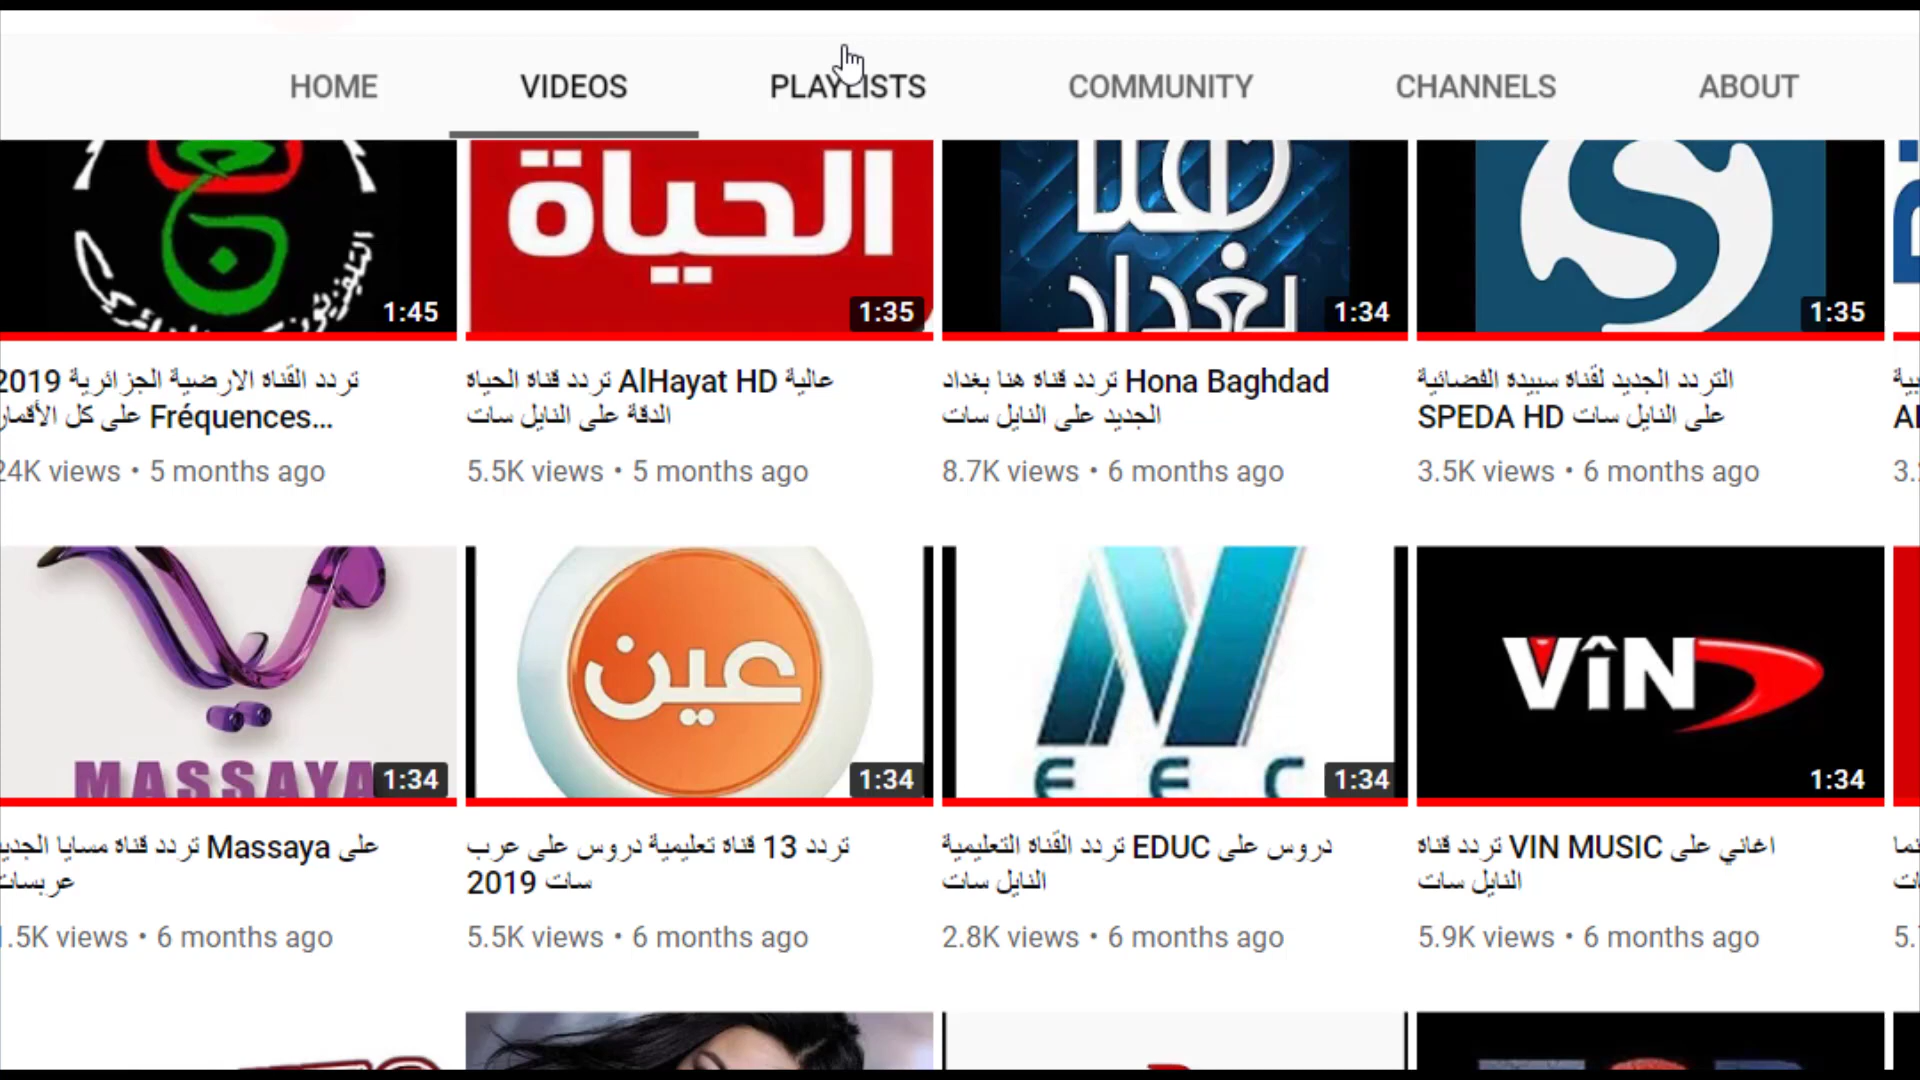 HOME VIDEOS PLAYLISTS COMMUNITY CHANNELS ABOUT
الحياة
هنا
بغداد
1:45
1:35
1:34
1:35
تردد القناة الارضية الجزائرية 2019
على كل الأقمار Fréquences...
24K views • 5 months ago
تردد قناة الحياة AlHayat HD عالية
الدقة على النايل سات
5.5K views • 5 months ago
تردد قناة هنا بغداد Hona Baghdad
الجديد على النايل سات
8.7K views • 6 months ago
التردد الجديد لقناة سبيدة الفضائية
SPEDA HD على النايل سات
3.5K views • 6 months ago
MASSAYA
1:34
عين
1:34
EEC
1:34
VîN
1:34
تردد قناة مسايا الجديد Massaya على
عربسات
1.5K views • 6 months ago
تردد 13 قناة تعليمية دروس على عرب
سات 2019
5.5K views • 6 months ago
تردد القناة التعليمية EDUC دروس على
النايل سات
2.8K views • 6 months ago
تردد قناة VIN MUSIC اغاني على
النايل سات
5.9K views • 6 months ago